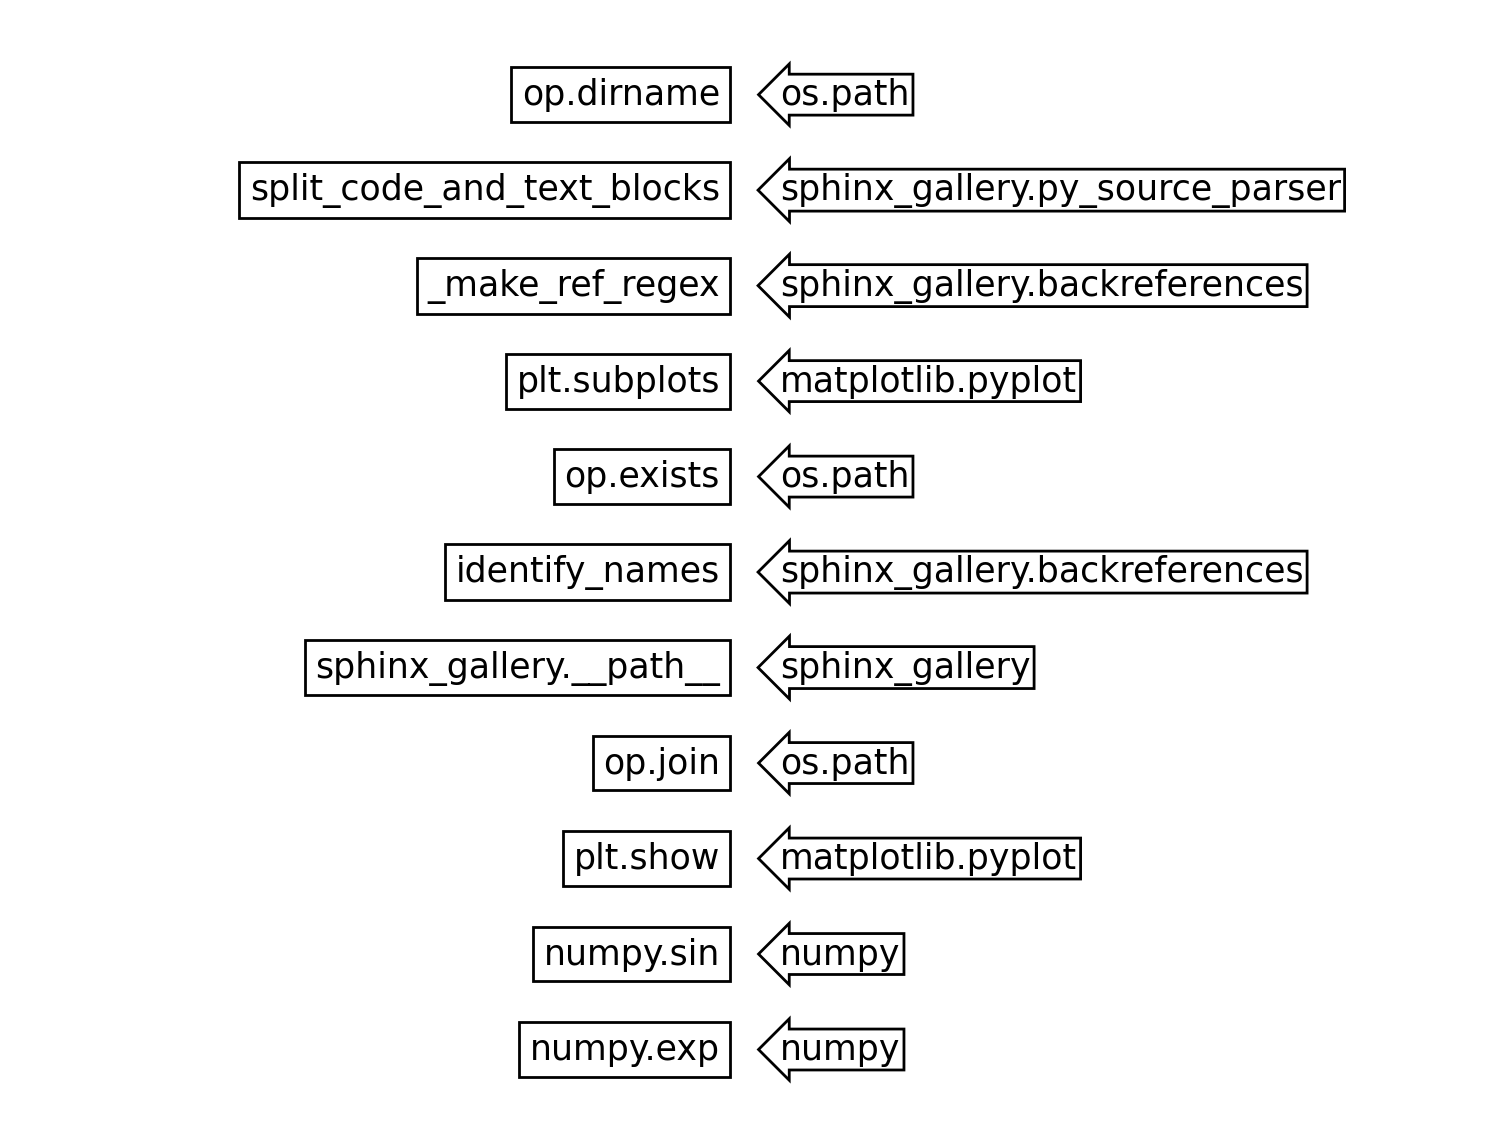 op.dirname os.path
split_code_and_text_blocks sphinx_gallery.py_source_parser
_make_ref_regex sphinx_gallery.backreferences
plt.subplots matplotlib.pyplot
op.exists os.path
identify_names sphinx_gallery.backreferences
sphinx_gallery.__path__ sphinx_gallery
op.join os.path
plt.show matplotlib.pyplot
numpy.sin numpy
numpy.exp numpy